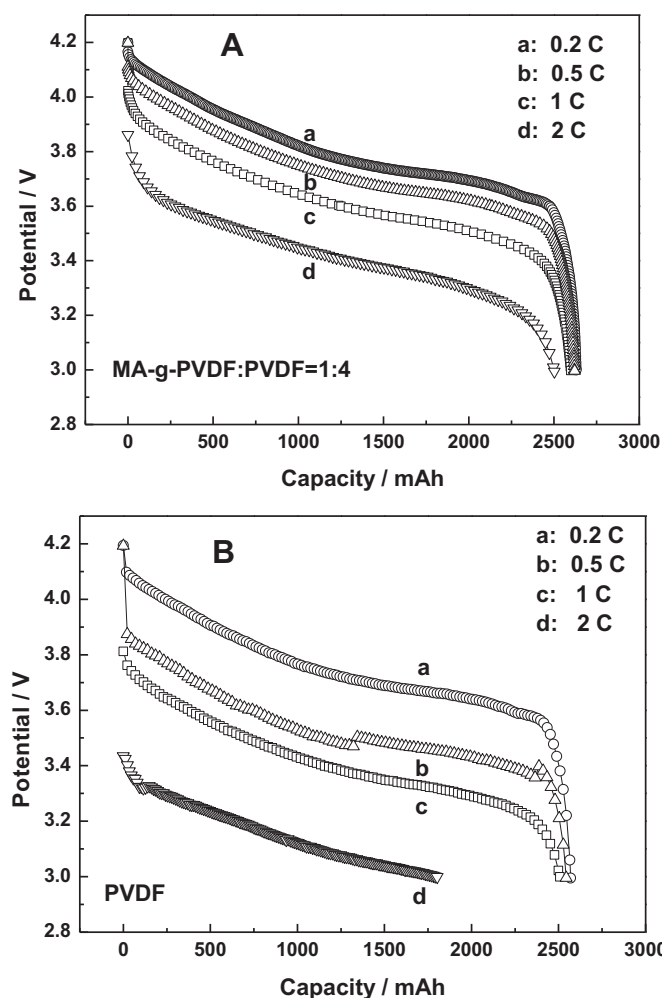 A
a: 0.2 C
b: 0.5 C
c: 1 C
d: 2 C
4.2
4.0
3.8
3.6
3.4
3.2
3.0
2.8
Potential / V
a
b
c
d
MA-g-PVDF:PVDF=1:4
0 500 1000 1500 2000 2500 3000
Capacity / mAh
B
a: 0.2 C
b: 0.5 C
c: 1 C
d: 2 C
4.2
4.0
3.8
3.6
3.4
3.2
3.0
2.8
Potential / V
a
b
c
d
PVDF
0 500 1000 1500 2000 2500 300
Capacity / mAh